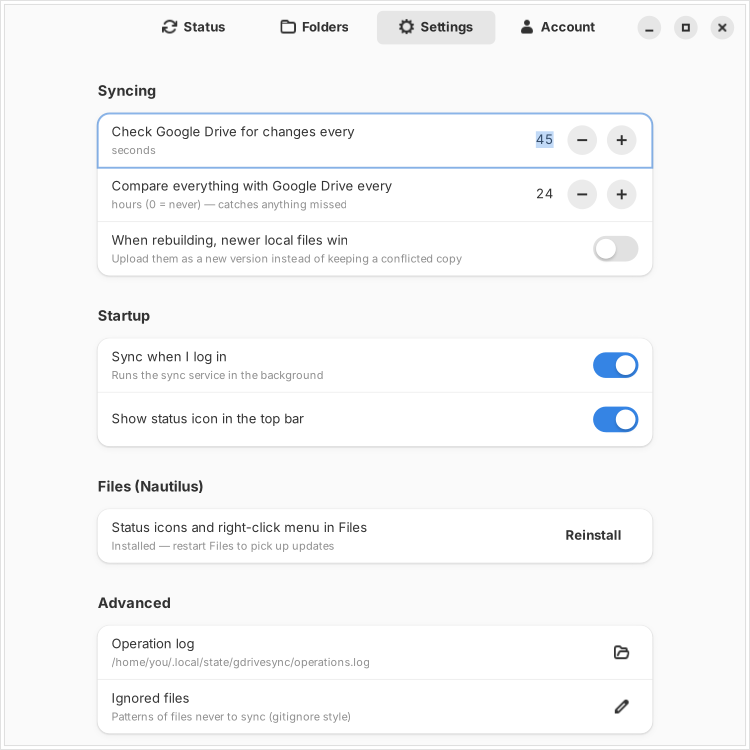 Status Folders Settings Account
Syncing
Check Google Drive for changes every
seconds
45
Compare everything with Google Drive every
hours (0 = never) — catches anything missed
24
When rebuilding, newer local files win
Upload them as a new version instead of keeping a conflicted copy
Startup
Sync when I log in
Runs the sync service in the background
Show status icon in the top bar
Files (Nautilus)
Status icons and right-click menu in Files
Installed — restart Files to pick up updates
Reinstall
Advanced
Operation log
/home/you/.local/state/gdrivesync/operations.log
Ignored files
Patterns of files never to sync (gitignore style)